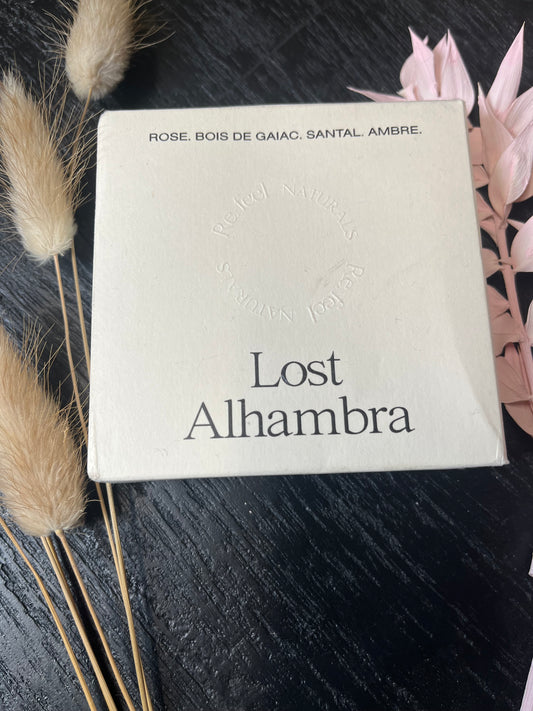 ROSE. BOIS DE GAIAC. SANTAL. AMBRE.
Re.feel NATURALS
Re.feel NATURALS
Lost
Alhambra